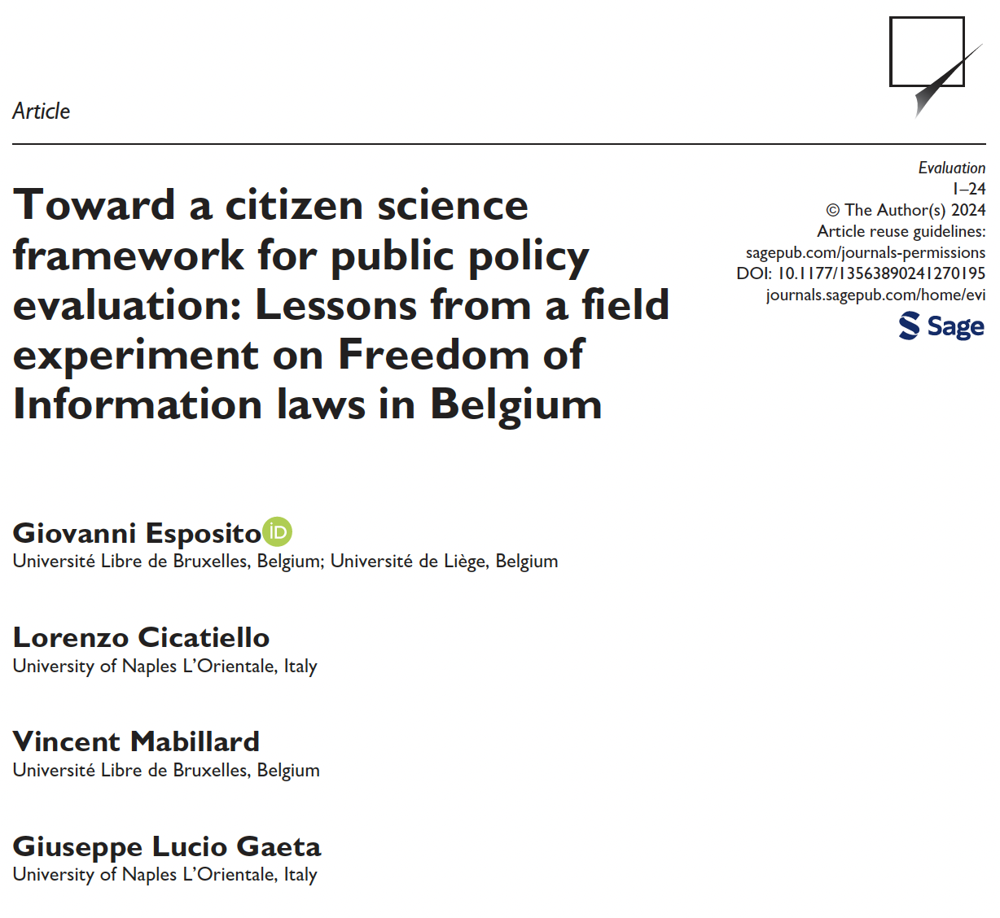 Article
Evaluation
1–24
© The Author(s) 2024
Article reuse guidelines:
sagepub.com/journals-permissions
DOI: 10.1177/13563890241270195
journals.sagepub.com/home/evi
Sage
Toward a citizen science
framework for public policy
evaluation: Lessons from a field
experiment on Freedom of
Information laws in Belgium
Giovanni Esposito iD
Université Libre de Bruxelles, Belgium; Université de Liège, Belgium
Lorenzo Cicatiello
University of Naples L’Orientale, Italy
Vincent Mabillard
Université Libre de Bruxelles, Belgium
Giuseppe Lucio Gaeta
University of Naples L’Orientale, Italy